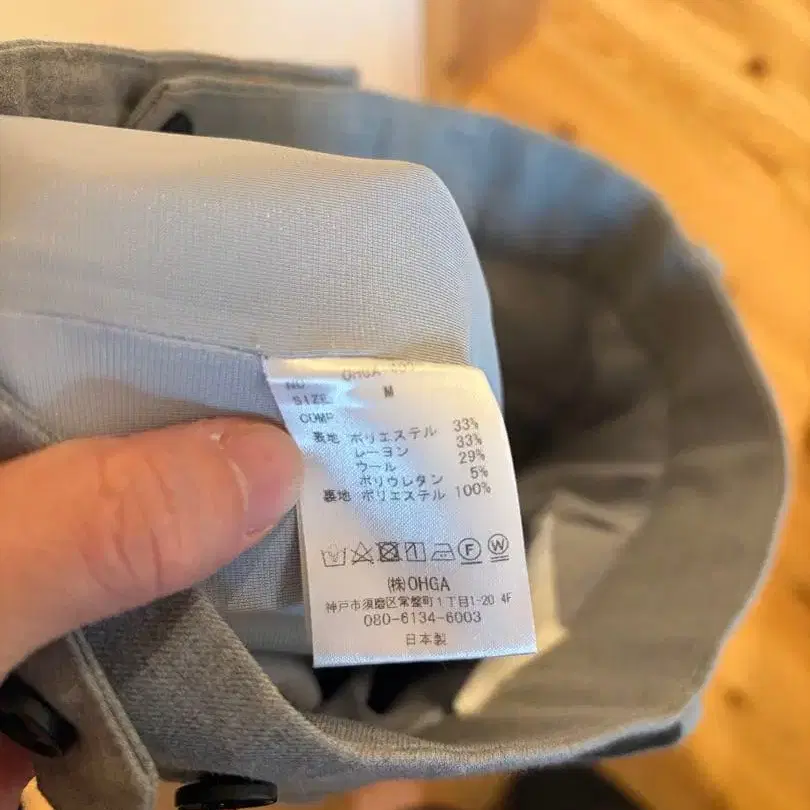 NO OHGA-
SIZE M
COMP
表地 ポリエステル 33%
レーヨン 33%
ウール 29%
ポリウレタン 5%
裏地 ポリエステル 100%
F W
㈱OHGA
神戸市須磨区常盤町1丁目1-20 4F
080-6134-6003
日本製